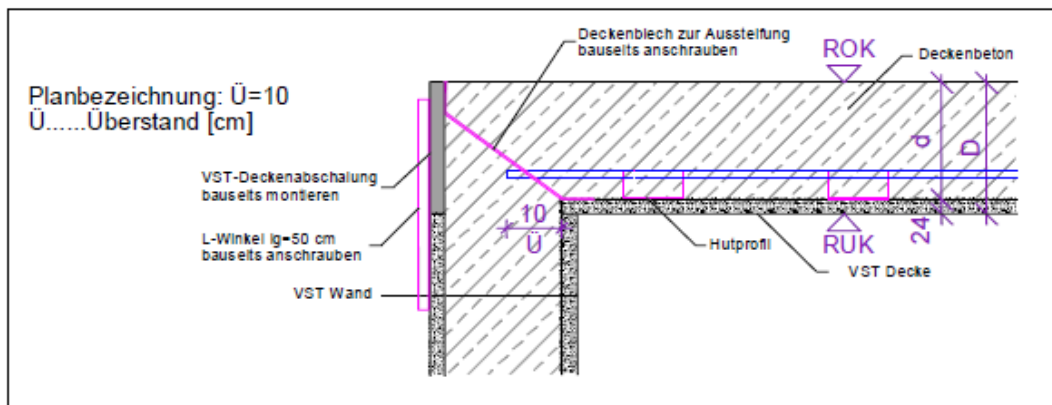 Deckenblech zur Aussteifung
bauseits anschrauben
ROK
Deckenbeton
Planbezeichnung: Ü=10
Ü......Überstand [cm]
d
D
VST-Deckenabschalung
bauseits montieren
10
Ü
24
L-Winkel lg=50 cm
bauseits anschrauben
Hutprofil
RUK
VST Decke
VST Wand